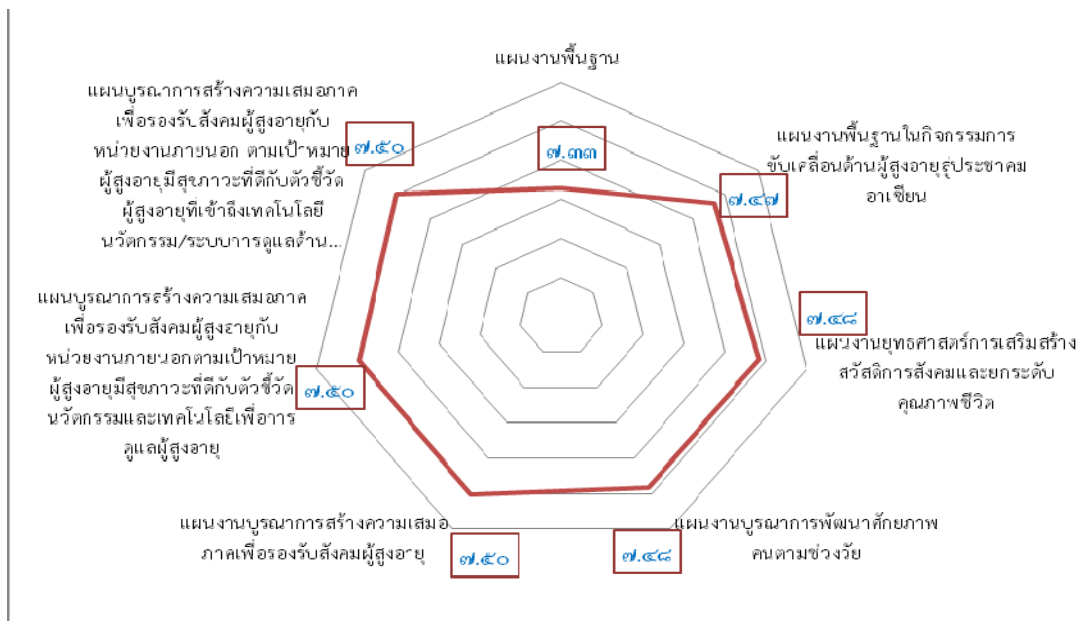 แผนงานพื้นฐาน
๗.๓๓
แผนงานพื้นฐานในกิจกรรมการ
ขับเคลื่อนด้านผู้สูงอายุสู่ประชาคม
อาเซียน
๗.๔๗
๗.๔๘
แผนงานยุทธศาสตร์การเสริมสร้าง
สวัสดิการสังคมและยกระดับ
คุณภาพชีวิต
แผนงานบูรณาการพัฒนาศักยภาพ
คนตามช่วงวัย
๗.๔๘
แผนงานบูรณาการสร้างความเสมอ
ภาคเพื่อรองรับสังคมผู้สูงอายุ
๗.๕๐
แผนบูรณาการสร้างความเสมอภาค
เพื่อรองรับสังคมผู้สูงอายุกับ
หน่วยงานภายนอกตามเป้าหมาย
ผู้สูงอายุมีสุขภาวะที่ดีกับตัวชี้วัด
นวัตกรรมและเทคโนโลยีเพื่อการ
ดูแลผู้สูงอายุ
๗.๕๐
แผนบูรณาการสร้างความเสมอภาค
เพื่อรองรับสังคมผู้สูงอายุกับ
หน่วยงานภายนอก ตามเป้าหมาย
ผู้สูงอายุมีสุขภาวะที่ดีกับตัวชี้วัด
ผู้สูงอายุที่เข้าถึงเทคโนโลยี
นวัตกรรม/ระบบการดูแลด้าน...
๗.๕๐